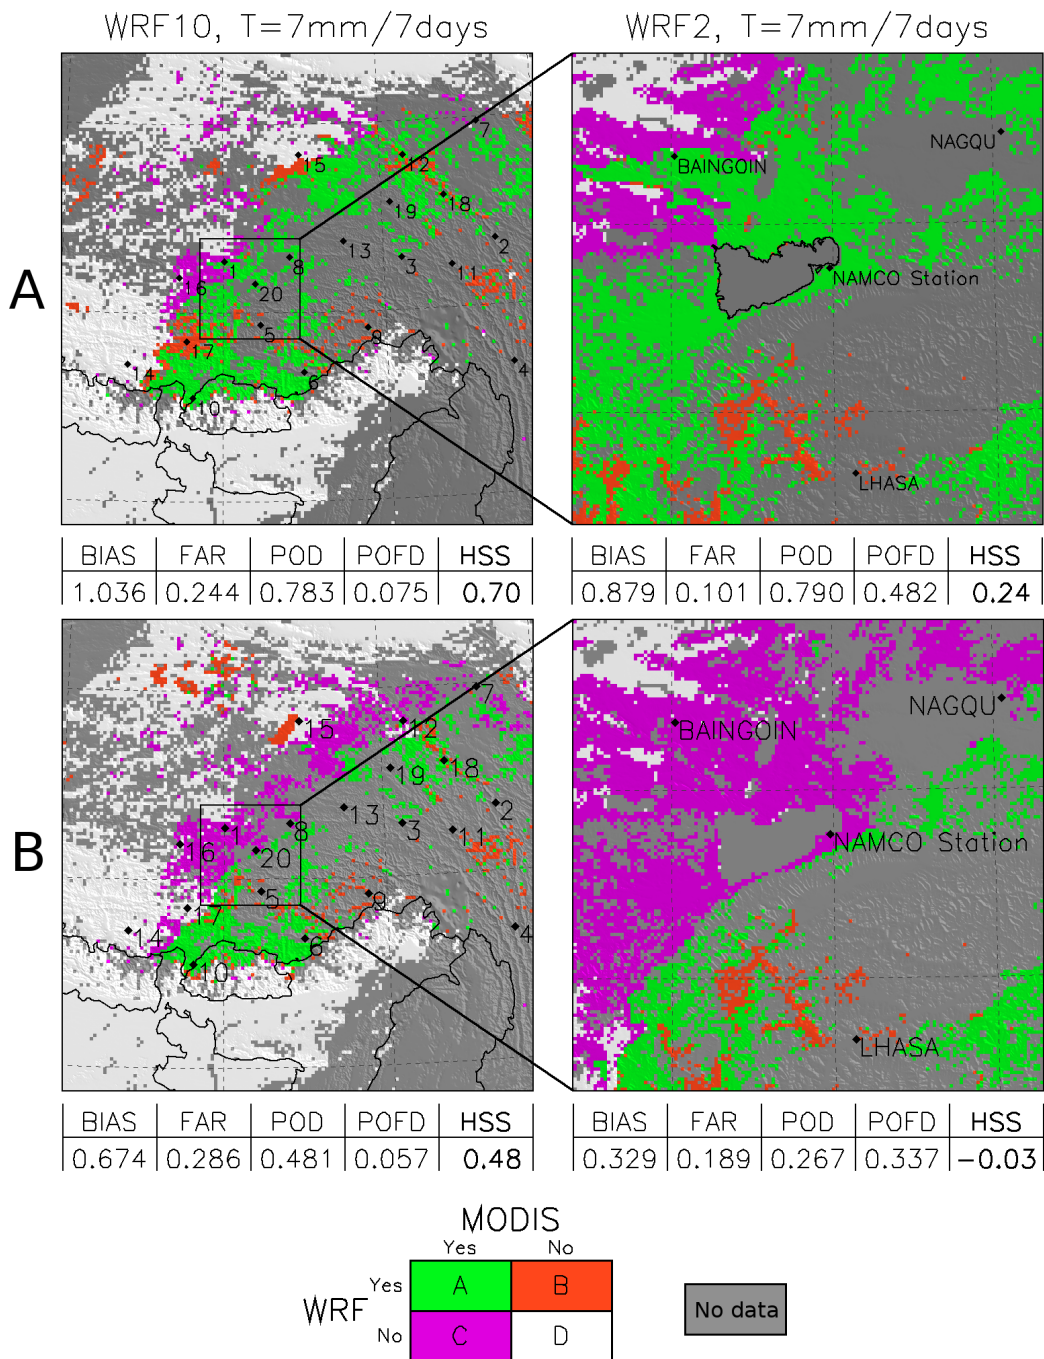 WRF10, T=7mm/7days
WRF2, T=7mm/7days
A
7
15
12
18
19
2
13
8
3
11
1
16
20
5
9
17
14
6
4
10
NAGQU
BAINGOIN
NAMCO Station
LHASA
BIAS FAR POD POFD HSS
1.036 0.244 0.783 0.075 0.70
BIAS FAR POD POFD HSS
0.879 0.101 0.790 0.482 0.24
B
7
15
12
18
19
2
13
8
3
11
1
16
20
5
9
7
14
6
4
10
NAGQU
BAINGOIN
NAMCO Station
LHASA
BIAS FAR POD POFD HSS
0.674 0.286 0.481 0.057 0.48
BIAS FAR POD POFD HSS
0.329 0.189 0.267 0.337 −0.03
MODIS
Yes No
Yes A B
WRF
No C D
No data